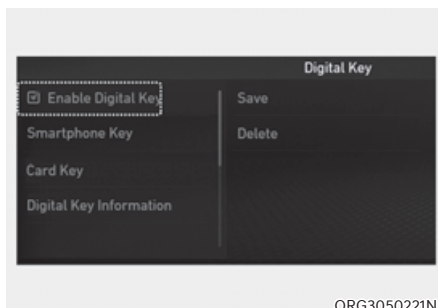 Digital Key
Enable Digital Key
Save
Smartphone Key
Delete
Card Key
Digital Key Information
ORG3050221N